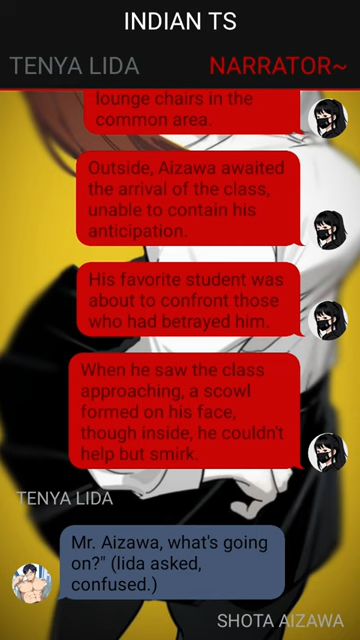 INDIAN TS
TENYA LIDA
NARRATOR~
lounge chairs in the
common area.
Outside, Aizawa awaited
the arrival of the class,
unable to contain his
anticipation.
His favorite student was
about to confront those
who had betrayed him.
When he saw the class
approaching, a scowl
formed on his face,
though inside, he couldn't
help but smirk.
TENYA LIDA
Mr. Aizawa, what's going
on?" (Iida asked,
confused.)
SHOTA AIZAWA